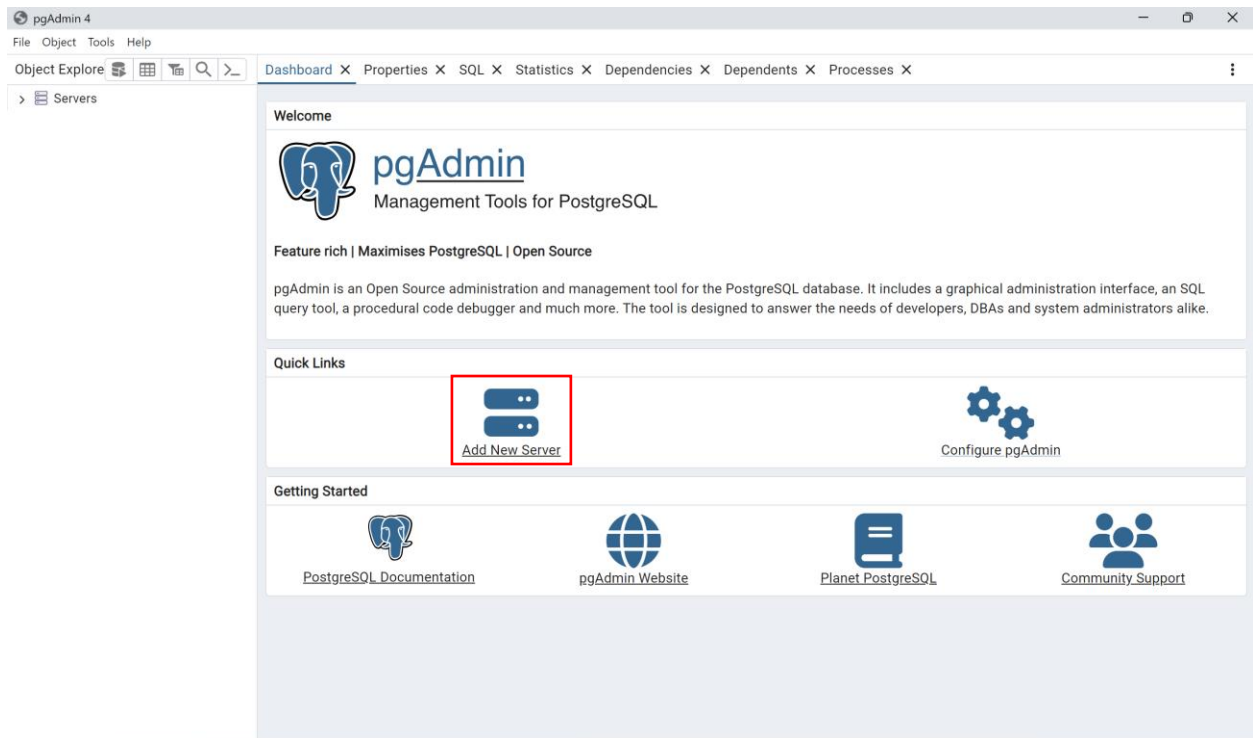 pgAdmin 4
File Object Tools Help
Object Explore
Dashboard Properties SQL Statistics Dependencies Dependents Processes
Servers
Welcome
pgAdmin
Management Tools for PostgreSQL
Feature rich | Maximises PostgreSQL | Open Source
pgAdmin is an Open Source administration and management tool for the PostgreSQL database. It includes a graphical administration interface, an SQL
query tool, a procedural code debugger and much more. The tool is designed to answer the needs of developers, DBAs and system administrators alike.
Quick Links
Add New Server
Configure pgAdmin
Getting Started
PostgreSQL Documentation
pgAdmin Website
Planet PostgreSQL
Community Support